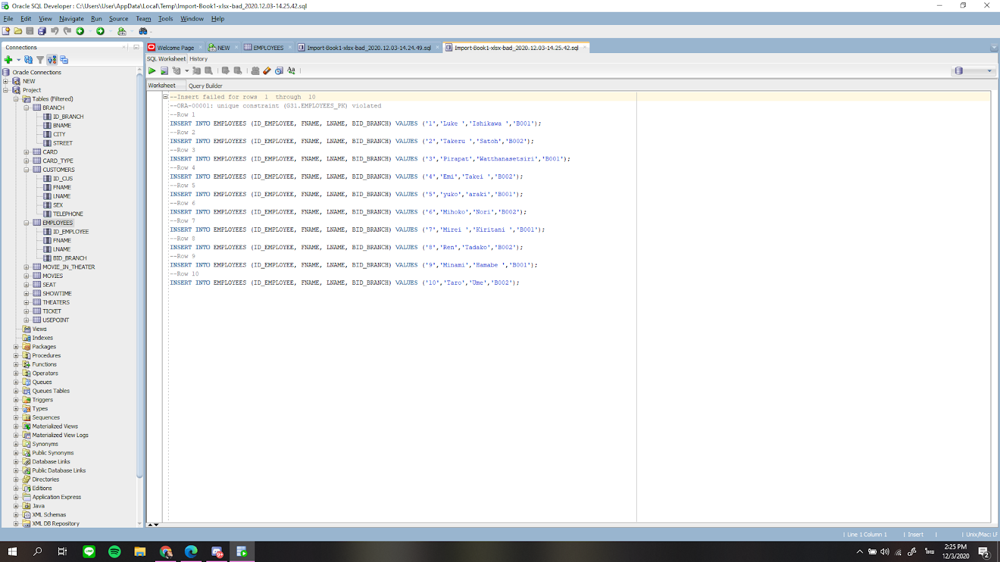 Oracle SQL Developer : C:\Users\User\AppData\Local\Temp\Import-Book1-xlsx-bad_2020.12.03-14.25.42.sql
File Edit View Navigate Run Source Team Tools Window Help
Connections
Welcome Page NEW EMPLOYEES Import-Book1-xlsx-bad_2020.12.03-14.24.49.sql Import-Book1-xlsx-bad_2020.12.03-14.25.42.sql
SQL Worksheet History
Worksheet Query Builder
Oracle Connections
NEW
Project
Tables (Filtered)
BRANCH
ID_BRANCH
BNAME
CITY
STREET
CARD
CARD_TYPE
CUSTOMERS
ID_CUS
FNAME
LNAME
SEX
TELEPHONE
EMPLOYEES
ID_EMPLOYEE
FNAME
LNAME
BID_BRANCH
MOVIE_IN_THEATER
MOVIES
SEAT
SHOWTIME
THEATERS
TICKET
USEPOINT
Views
Indexes
Packages
Procedures
Functions
Operators
Queues
Queues Tables
Triggers
Types
Sequences
Materialized Views
Materialized View Logs
Synonyms
Public Synonyms
Database Links
Public Database Links
Directories
Editions
Application Express
Java
XML Schemas
XML DB Repository
--Insert failed for rows 1 through 10
--ORA-00001: unique constraint (G31.EMPLOYEES_PK) violated
--Row 1
INSERT INTO EMPLOYEES (ID_EMPLOYEE, FNAME, LNAME, BID_BRANCH) VALUES ('1','Luke ','Ishikawa ','B001');
--Row 2
INSERT INTO EMPLOYEES (ID_EMPLOYEE, FNAME, LNAME, BID_BRANCH) VALUES ('2','Takeru ','Satoh','B002');
--Row 3
INSERT INTO EMPLOYEES (ID_EMPLOYEE, FNAME, LNAME, BID_BRANCH) VALUES ('3','Pirapat','Watthanasetsiri','B001');
--Row 4
INSERT INTO EMPLOYEES (ID_EMPLOYEE, FNAME, LNAME, BID_BRANCH) VALUES ('4','Emi','Takei ','B002');
--Row 5
INSERT INTO EMPLOYEES (ID_EMPLOYEE, FNAME, LNAME, BID_BRANCH) VALUES ('5','yuko','araki','B001');
--Row 6
INSERT INTO EMPLOYEES (ID_EMPLOYEE, FNAME, LNAME, BID_BRANCH) VALUES ('6','Mihoko','Nori','B002');
--Row 7
INSERT INTO EMPLOYEES (ID_EMPLOYEE, FNAME, LNAME, BID_BRANCH) VALUES ('7','Mirei ','Kiritani ','B001');
--Row 8
INSERT INTO EMPLOYEES (ID_EMPLOYEE, FNAME, LNAME, BID_BRANCH) VALUES ('8','Ren','Tadako','B002');
--Row 9
INSERT INTO EMPLOYEES (ID_EMPLOYEE, FNAME, LNAME, BID_BRANCH) VALUES ('9','Minami','Hamabe ','B001');
--Row 10
INSERT INTO EMPLOYEES (ID_EMPLOYEE, FNAME, LNAME, BID_BRANCH) VALUES ('10','Taro','Ume','B002');
Line 1 Column 1 Insert Unix/Mac: LF
ไทย
2:25 PM
12/3/2020
2